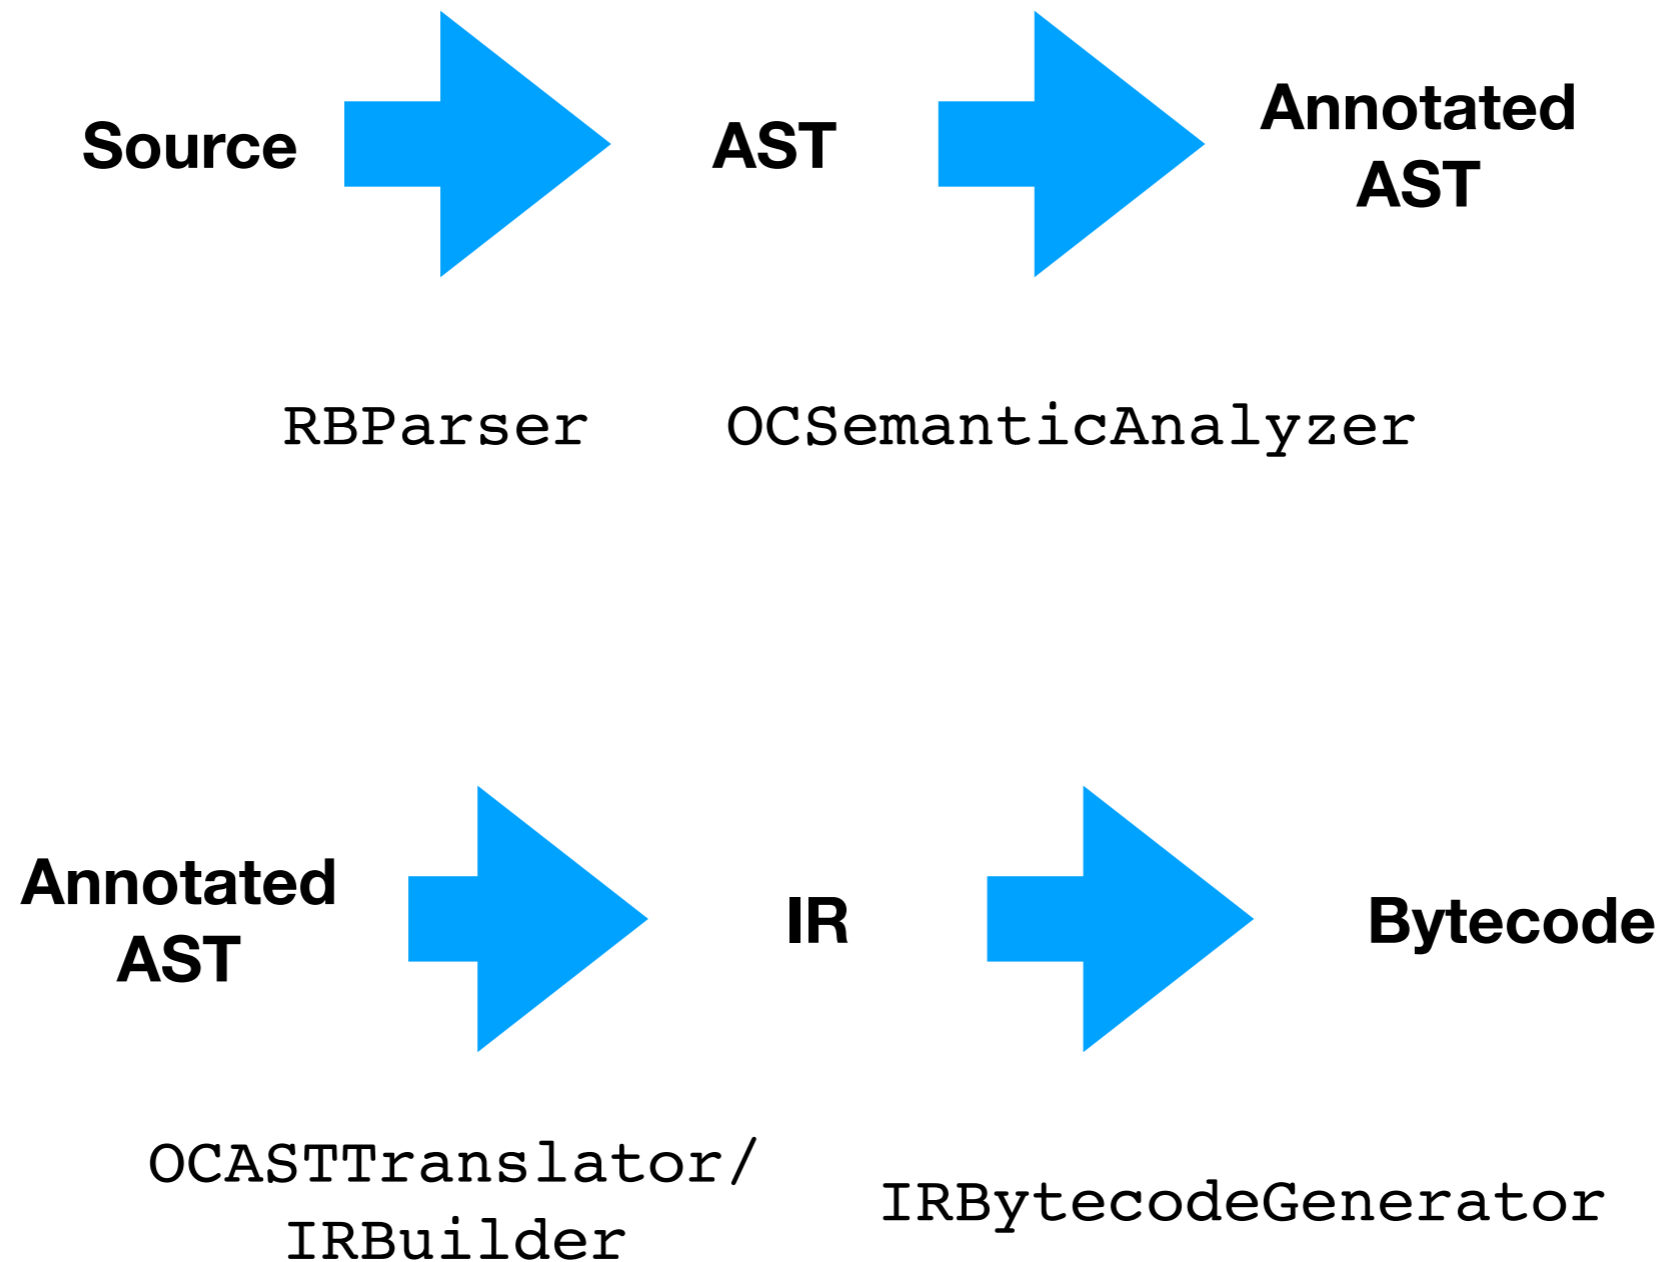 Source
AST
Annotated
AST
RBParser
OCSemanticAnalyzer
Annotated
AST
IR
Bytecode
OCASTTranslator/
IRBuilder
IRBytecodeGenerator